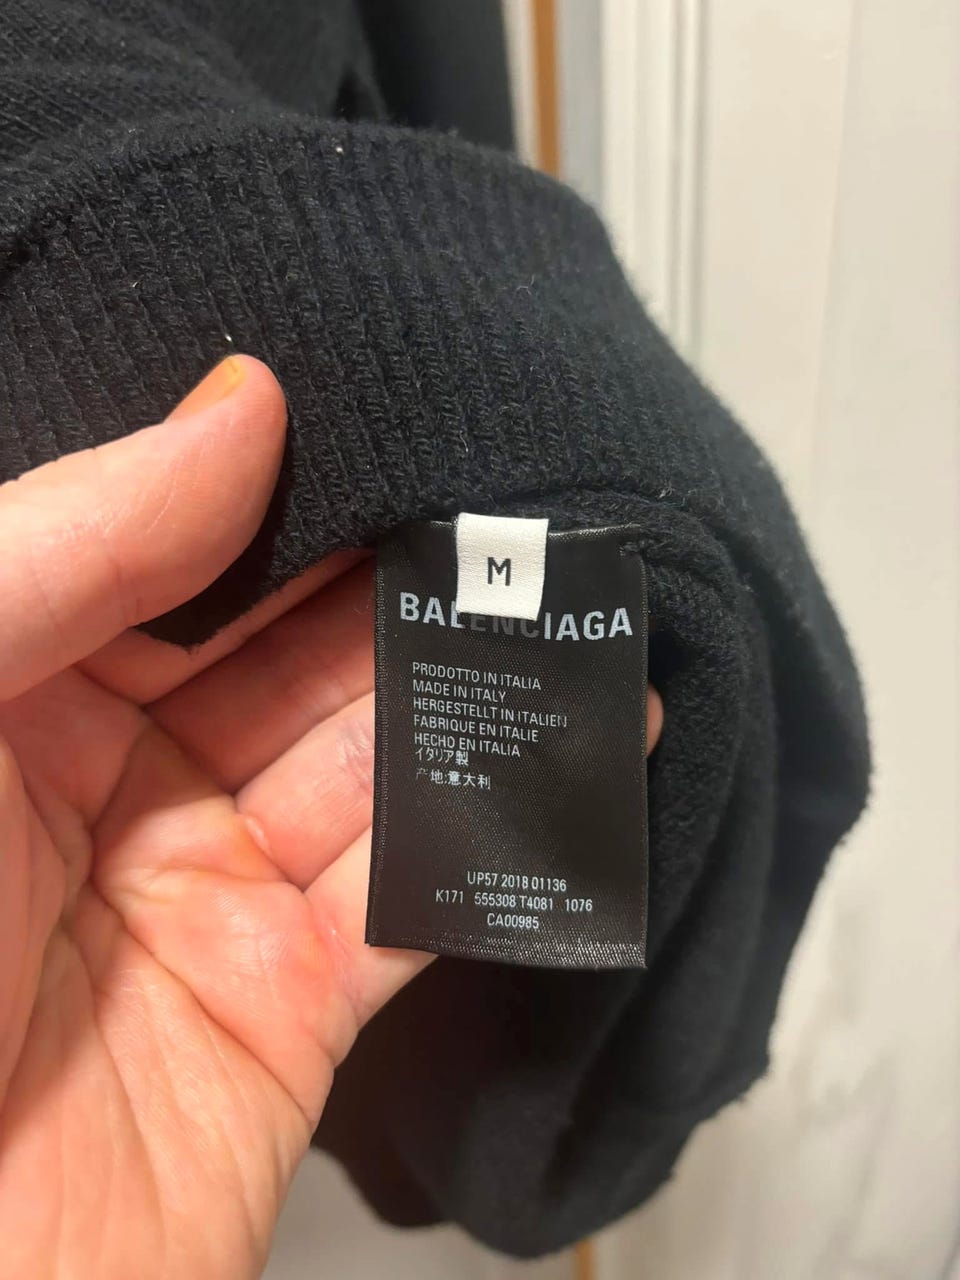 M
BALENCIAGA
PRODOTTO IN ITALIA
MADE IN ITALY
HERGESTELLT IN ITALIEN
FABRIQUE EN ITALIE
HECHO EN ITALIA
イタリア製
产地:意大利
UP57 2018 01136
K171 555308 T4081 1076
CA00985